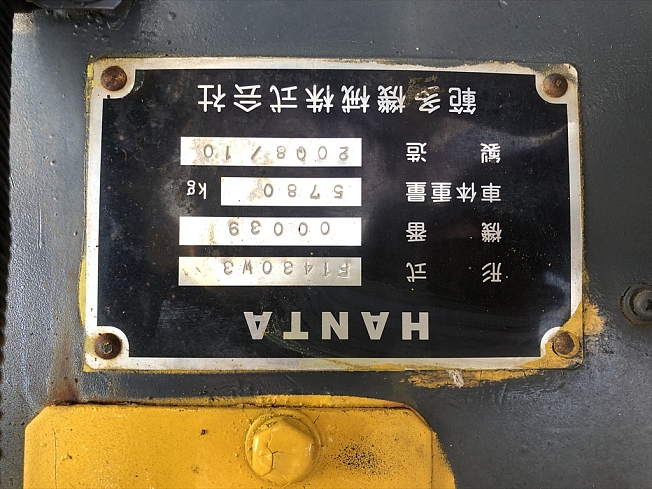 HANTA
形式 F1430W3
機番 00039
車体重量 5780 kg
製造 2008/10
範多機械株式会社